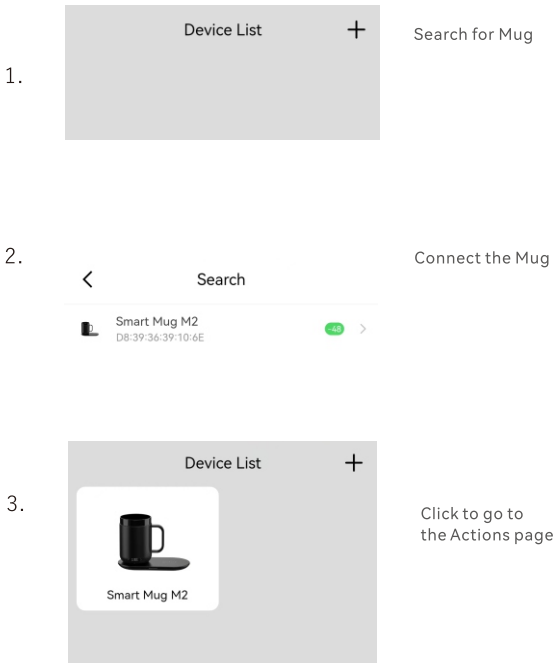 1.
Device List +
Search for Mug
2.
Search
Connect the Mug
Smart Mug M2
D8:39:36:39:10:6E
-48
3.
Device List +
Smart Mug M2
Click to go to
the Actions page